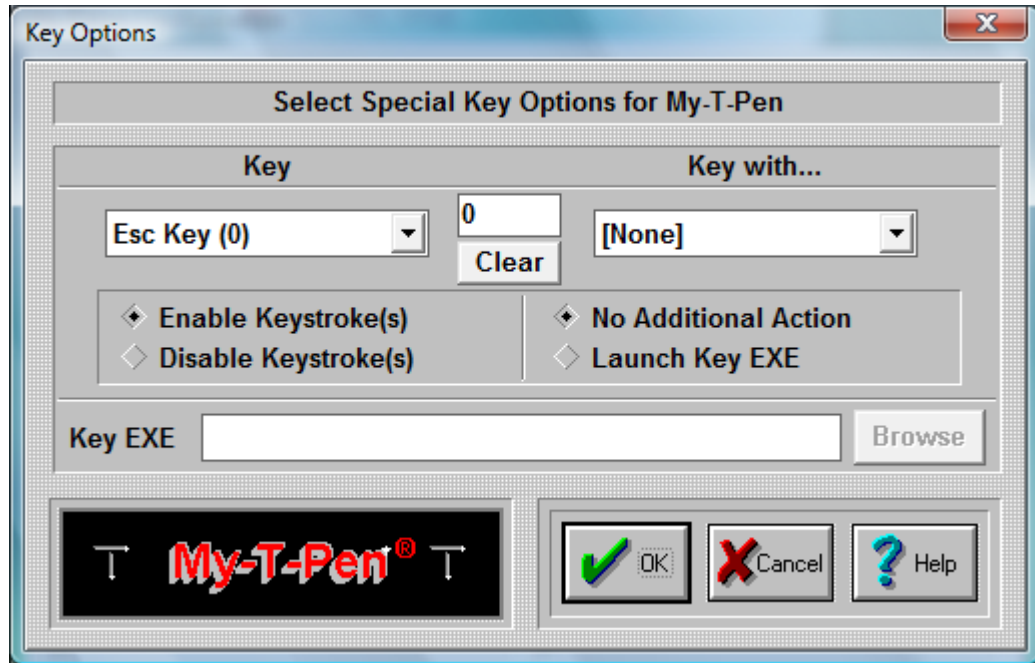 Key Options
Select Special Key Options for My-T-Pen
Key
Key with...
Esc Key (0)
0
[None]
Clear
Enable Keystroke(s)
No Additional Action
Disable Keystroke(s)
Launch Key EXE
Key EXE
Browse
T My-T-Pen® T
OK
Cancel
? Help